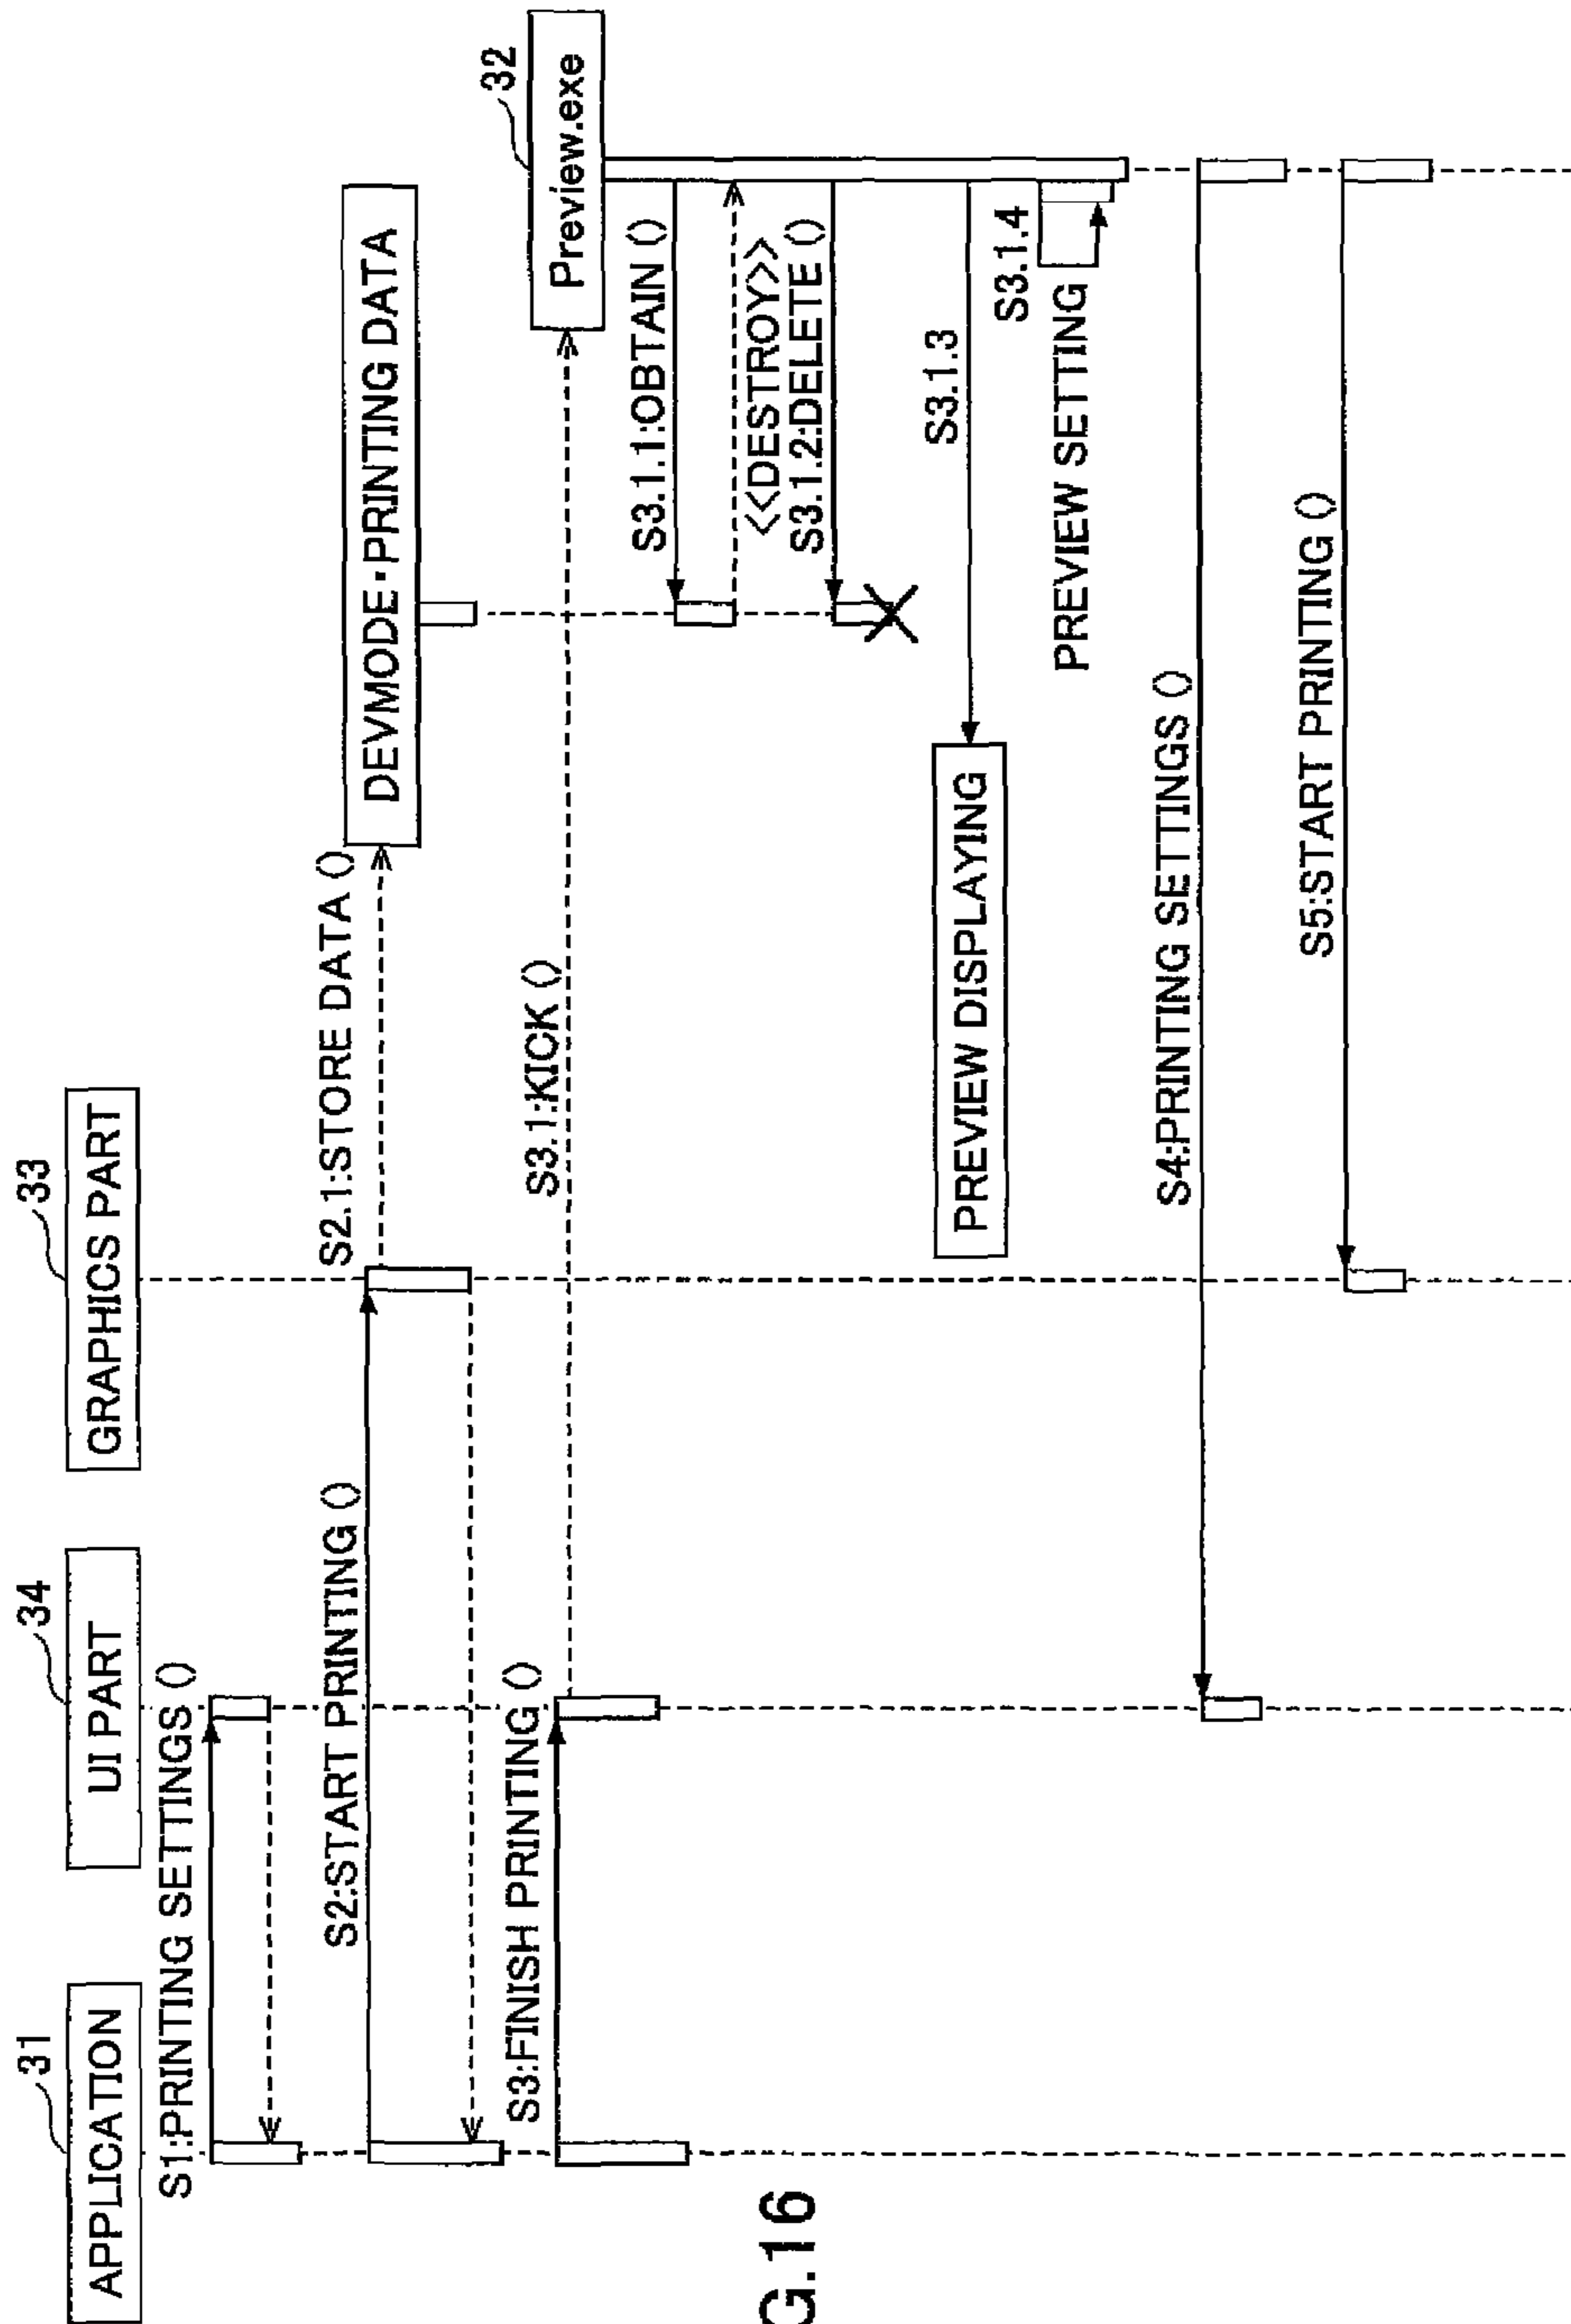 31
APPLICATION
34
UI PART
33
GRAPHICS PART
S1:PRINTING SETTINGS ()
S2:START PRINTING ()
S2.1:STORE DATA ()
DEVMODE・PRINTING DATA
S3:FINISH PRINTING ()
S3.1:KICK ()
32
Preview.exe
S3.1.1:OBTAIN ()
<<DESTROY>>
S3.1.2:DELETE ()
S3.1.3
PREVIEW DISPLAYING
S3.1.4
PREVIEW SETTING
S4:PRINTING SETTINGS ()
S5:START PRINTING ()
G.16